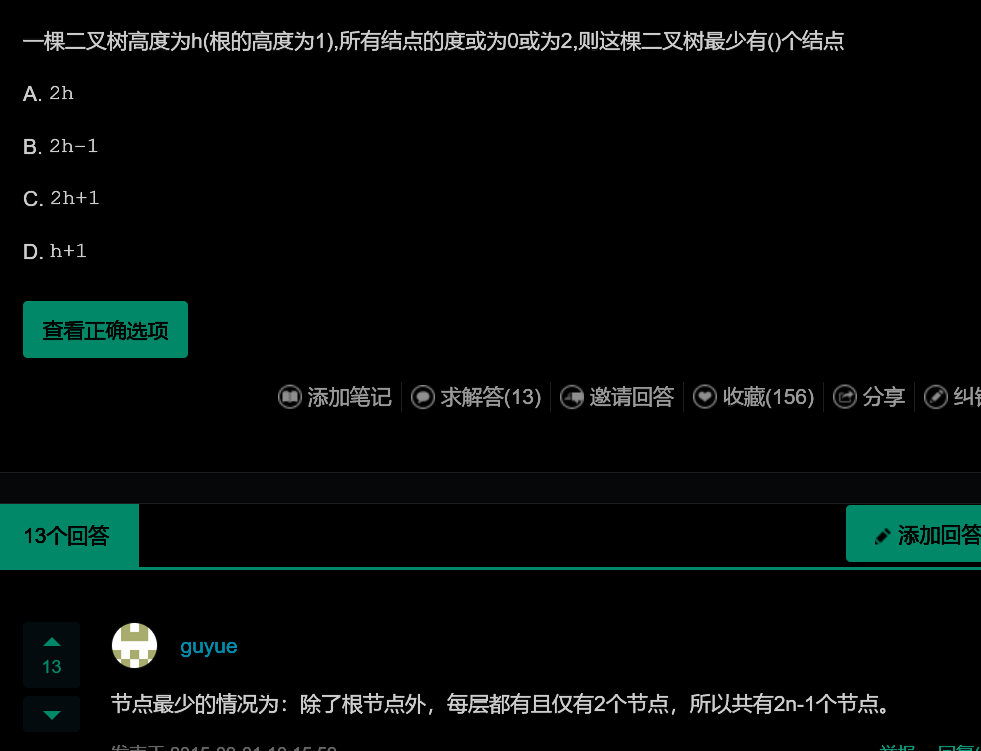 一棵二叉树高度为h(根的高度为1),所有结点的度或为0或为2,则这棵二叉树最少有()个结点
A. 2h
B. 2h−1
C. 2h+1
D. h+1
查看正确选项
添加笔记 求解答(13) 邀请回答 收藏(156) 分享 纠错
13个回答 添加回答
guyue
13
节点最少的情况为：除了根节点外，每层都有且仅有2个节点，所以共有2n-1个节点。